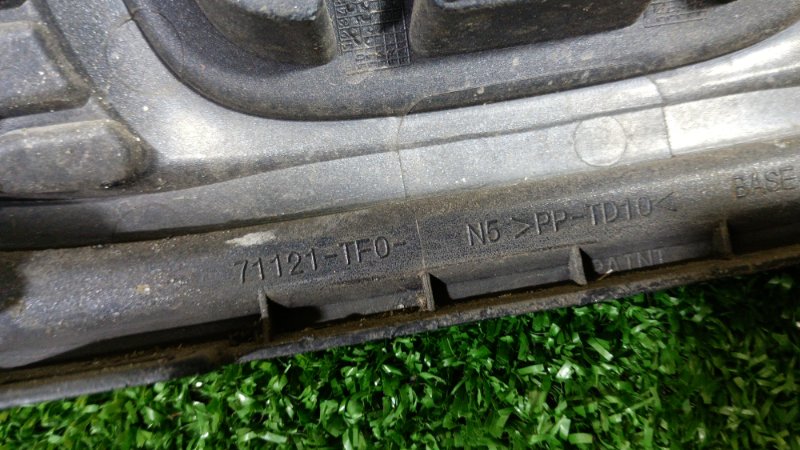 71121-TF0- N5 >PP-TD10< BASE